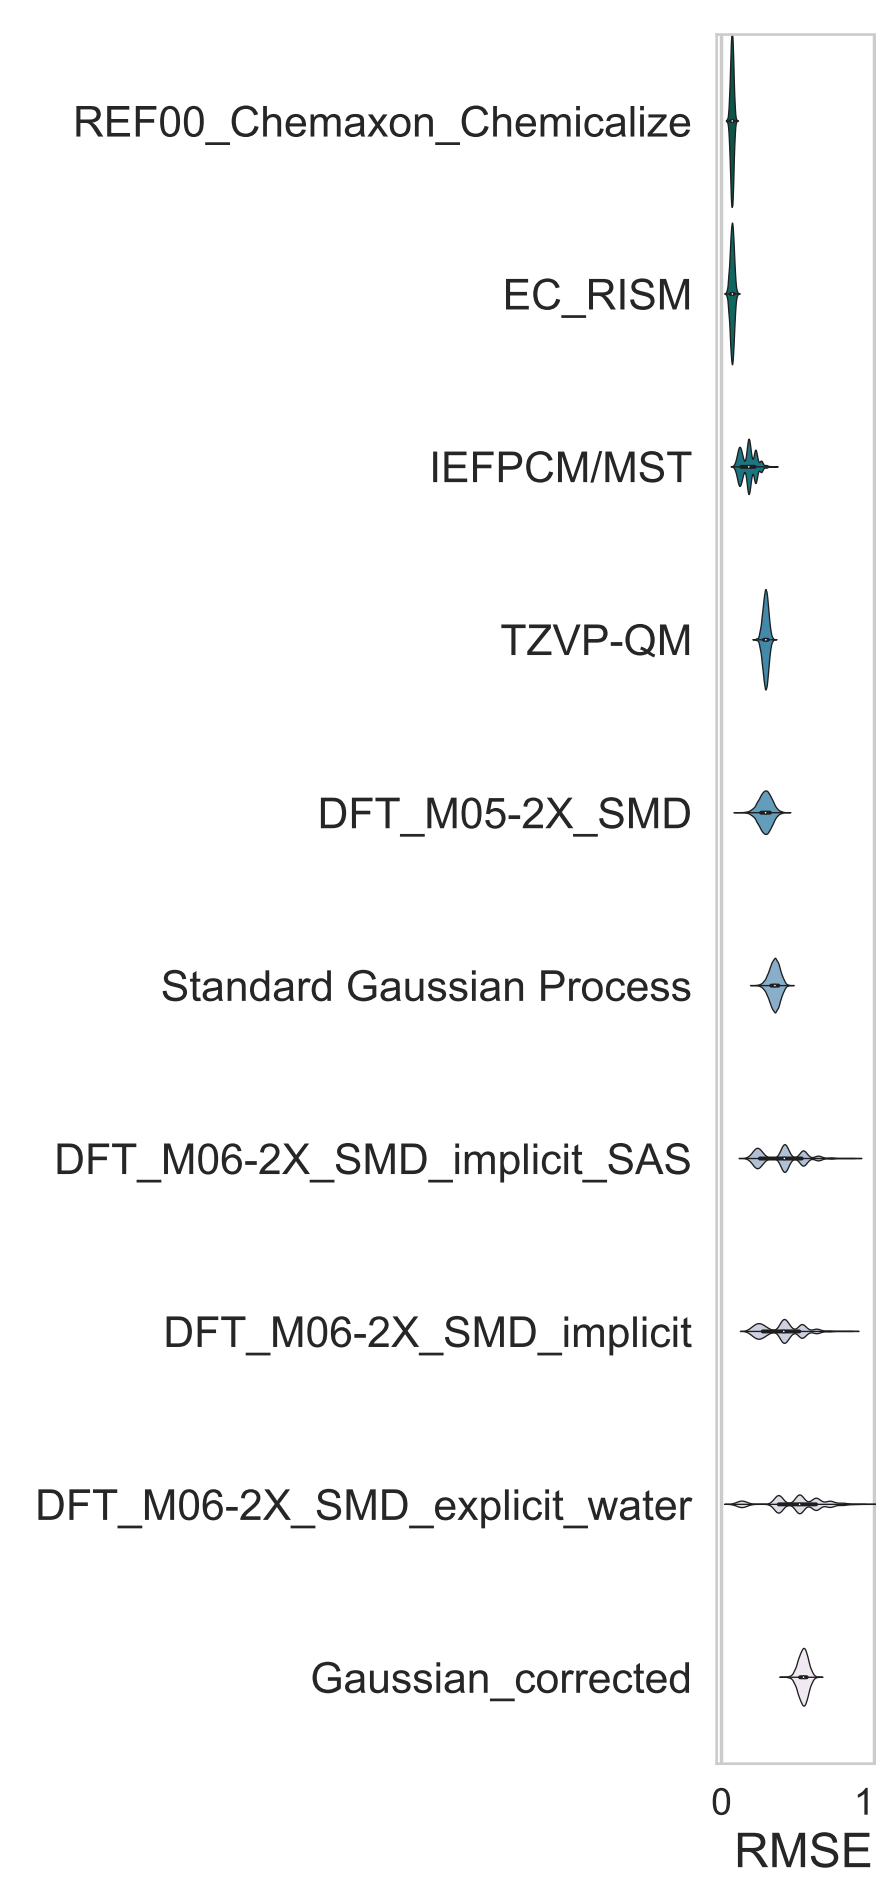 REF00_Chemaxon_Chemicalize
EC_RISM
IEFPCM/MST
TZVP-QM
DFT_M05-2X_SMD
Standard Gaussian Process
DFT_M06-2X_SMD_implicit_SAS
DFT_M06-2X_SMD_implicit
DFT_M06-2X_SMD_explicit_water
Gaussian_corrected
0 1
RMSE